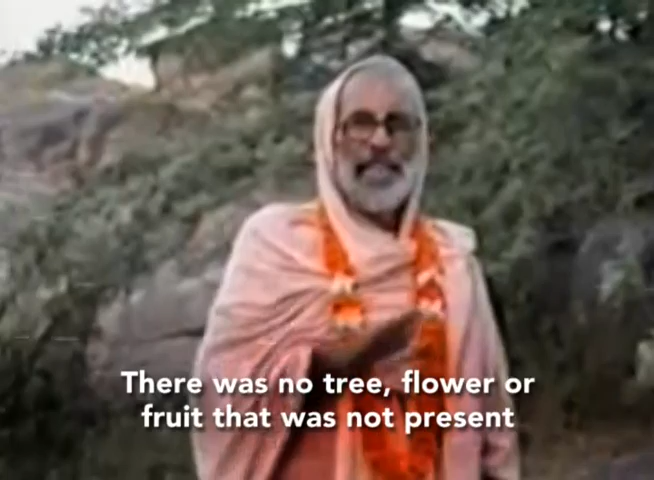 There was no tree, flower or
fruit that was not present